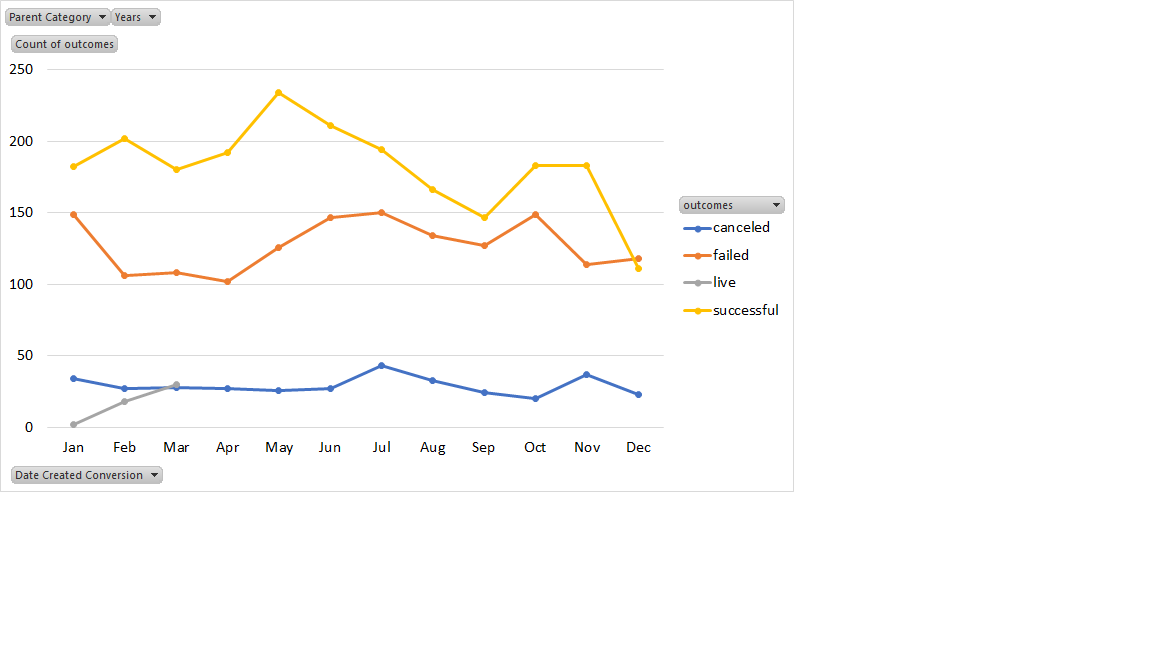 Parent Category Years
Count of outcomes
250
200
150
100
50
0
Jan Feb Mar Apr May Jun Jul Aug Sep Oct Nov Dec
outcomes
canceled
failed
live
successful
Date Created Conversion